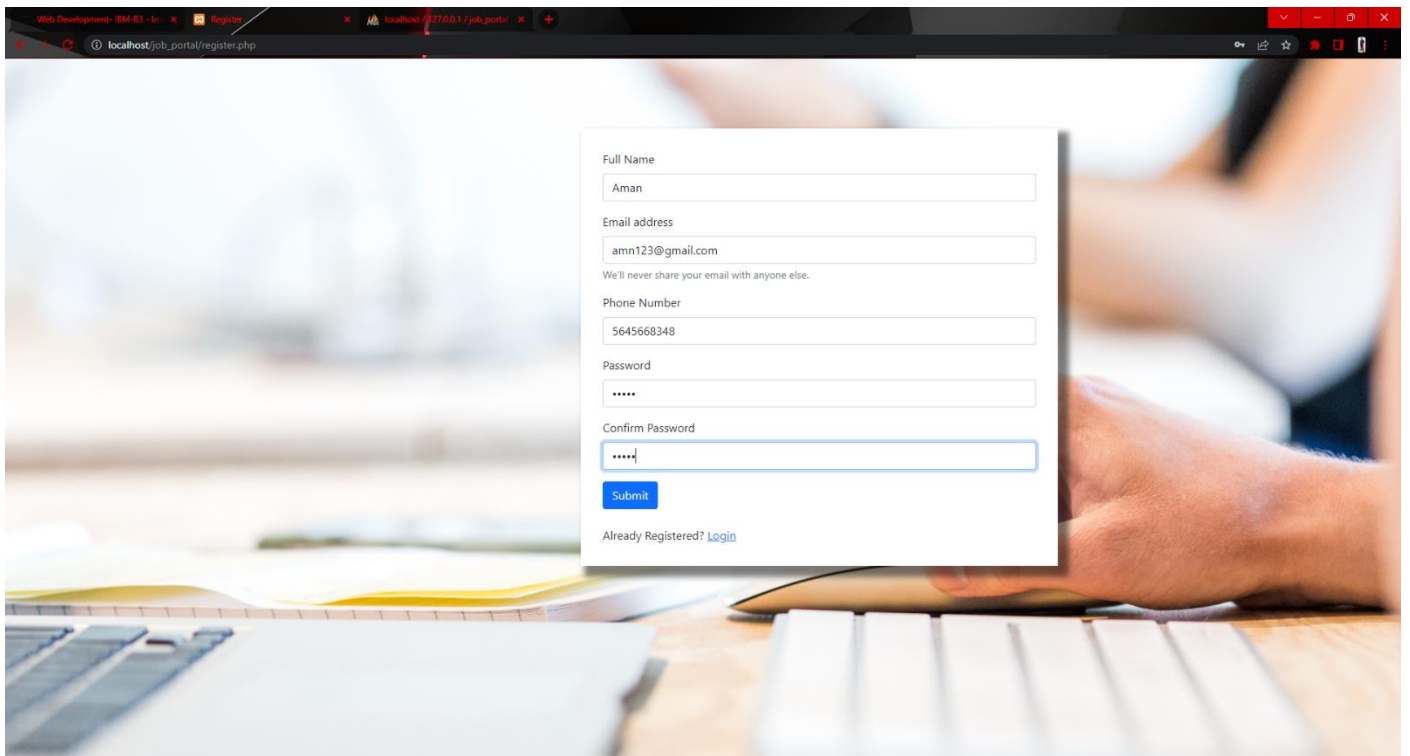 Web Development- IBM-B3 - In
Register
localhost / 127.0.0.1 / job_portal
localhost/job_portal/register.php
Full Name
Aman
Email address
amn123@gmail.com
We'll never share your email with anyone else.
Phone Number
5645668348
Password
•••••
Confirm Password
•••••
Submit
Already Registered? Login